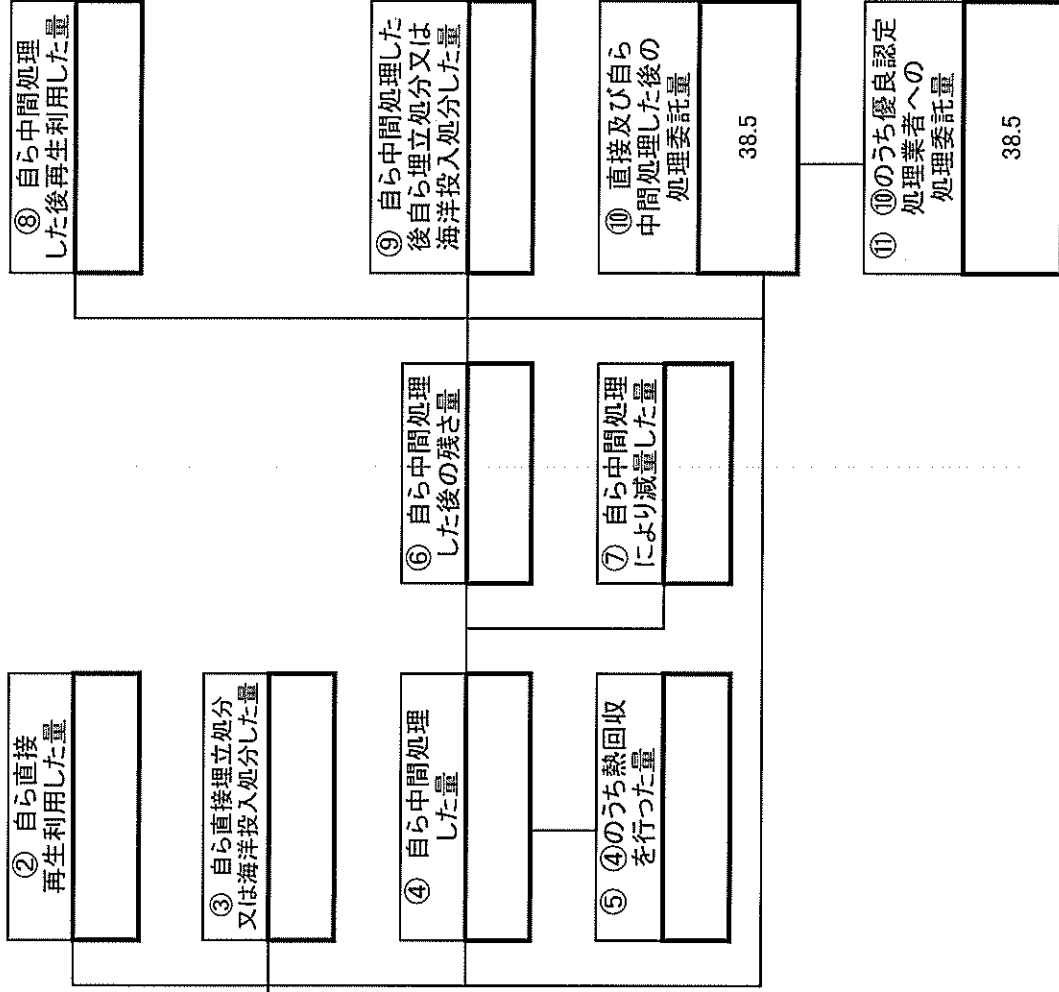 ② 自ら直接
再生利用した量
③ 自ら直接埋立処分
又は海洋投入処分した量
④ 自ら中間処理
した量
⑤ ④のうち熱回収
を行った量
⑥ 自ら中間処理
した後の残さ量
⑦ 自ら中間処理
により減量した量
⑧ 自ら中間処理
した後再生利用した量
⑨ 自ら中間処理した
後自ら埋立処分又は
海洋投入処分した量
⑩ 直接及び自ら
中間処理した後の
処理委託量
38.5
⑪ ⑩のうち優良認定
処理業者への
処理委託量
38.5